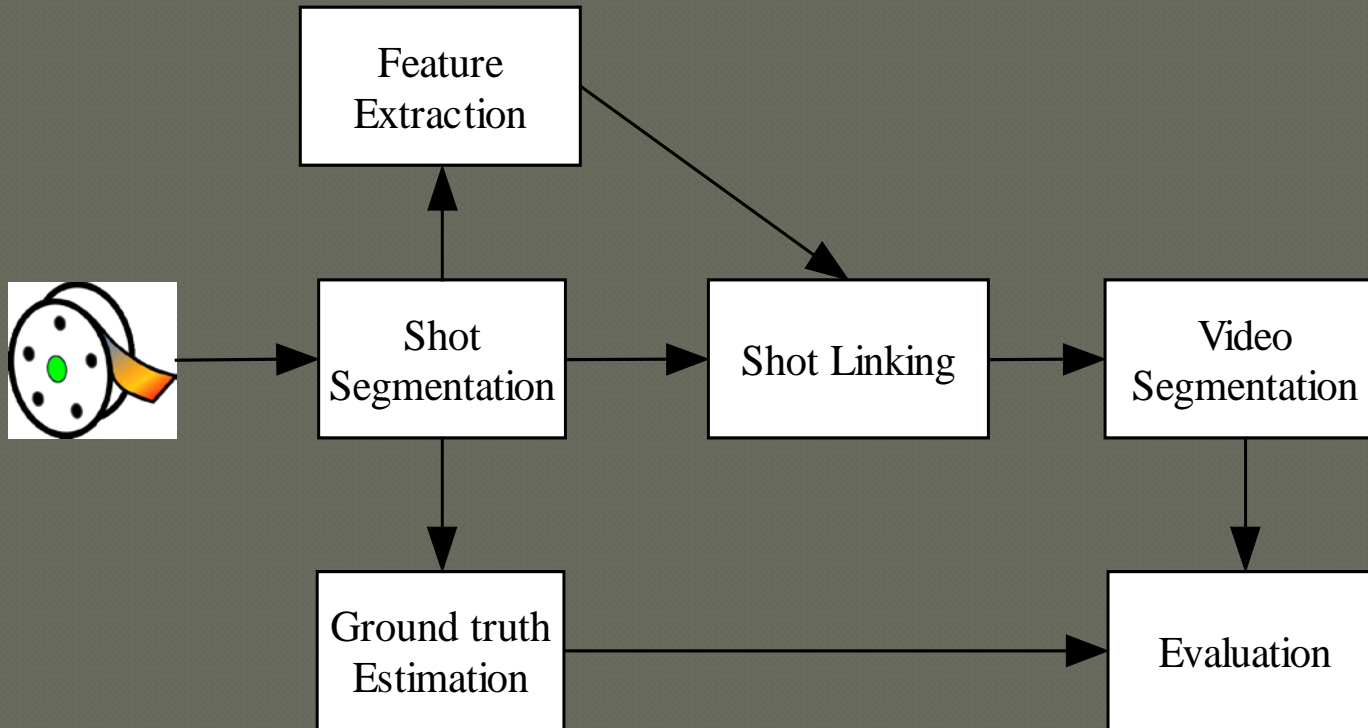 Feature
Extraction
Shot
Segmentation
Shot Linking
Video
Segmentation
Ground truth
Estimation
Evaluation